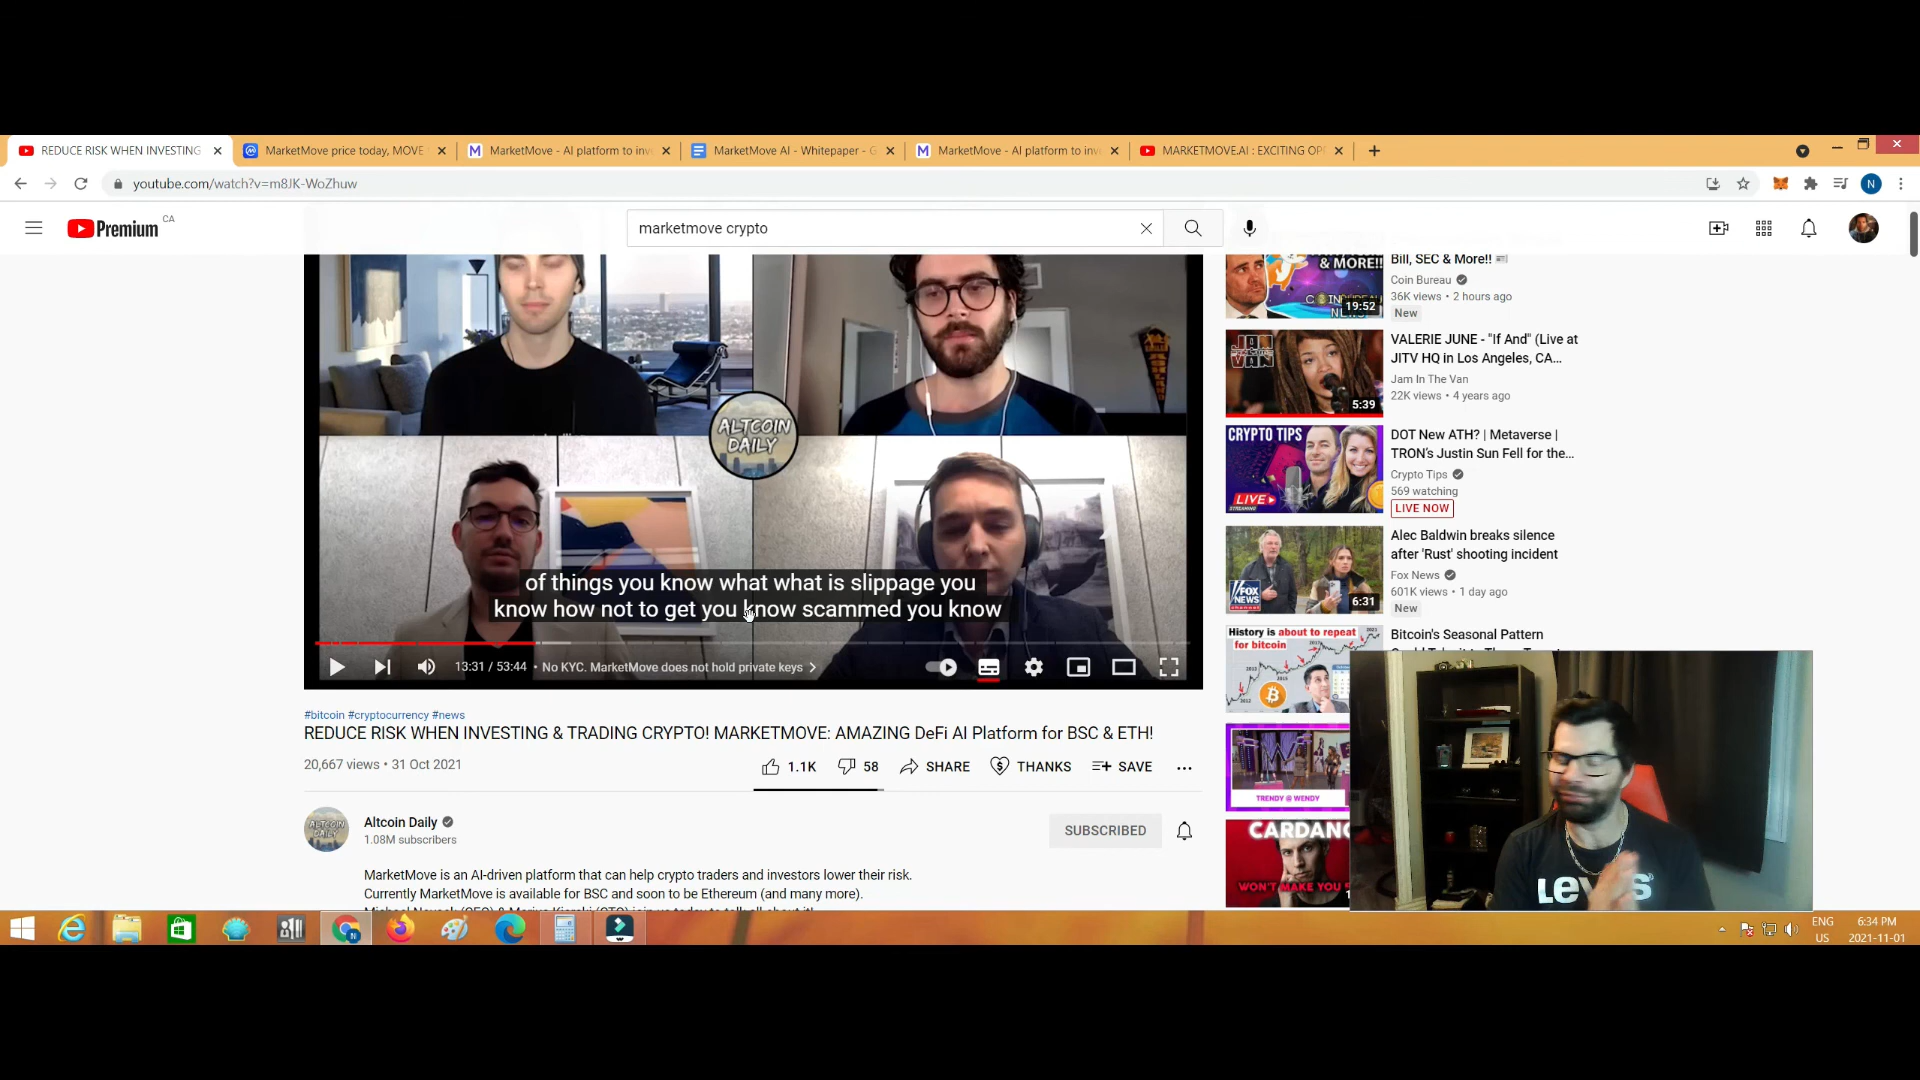 REDUCE RISK WHEN INVESTING
MarketMove price today, MOVE
MarketMove - AI platform to inv
MarketMove AI - Whitepaper - G
MarketMove - AI platform to inv
MARKETMOVE.AI : EXCITING OP
youtube.com/watch?v=m8JK-WoZhuw
N
Premium
CA
marketmove crypto
& MORE!!
19:52
Bill, SEC & More!!
Coin Bureau
36K views • 2 hours ago
New
JAM
VAN
5:39
VALERIE JUNE - "If And" (Live at
JITV HQ in Los Angeles, CA...
Jam In The Van
22K views • 4 years ago
CRYPTO TIPS
LIVE
DOT New ATH? | Metaverse |
TRON's Justin Sun Fell for the...
Crypto Tips
569 watching
LIVE NOW
FOX
NEWS
6:31
Alec Baldwin breaks silence
after 'Rust' shooting incident
Fox News
601K views • 1 day ago
New
History is about to repeat
for bitcoin
Bitcoin's Seasonal Pattern
TRENDY @ WENDY
CARDANO
WON'T MAKE YOU
ALTCOIN
DAILY
of things you know what what is slippage you
know how not to get you know scammed you know
13:31 / 53:44 • No KYC. MarketMove does not hold private keys
#bitcoin #cryptocurrency #news
REDUCE RISK WHEN INVESTING & TRADING CRYPTO! MARKETMOVE: AMAZING DeFi AI Platform for BSC & ETH!
20,667 views • 31 Oct 2021
1.1K
58
SHARE
THANKS
SAVE
ALTCOIN
DAILY
Altcoin Daily
1.08M subscribers
SUBSCRIBED
MarketMove is an AI-driven platform that can help crypto traders and investors lower their risk.
Currently MarketMove is available for BSC and soon to be Ethereum (and many more).
Levi's
ENG
US
6:34 PM
2021-11-01